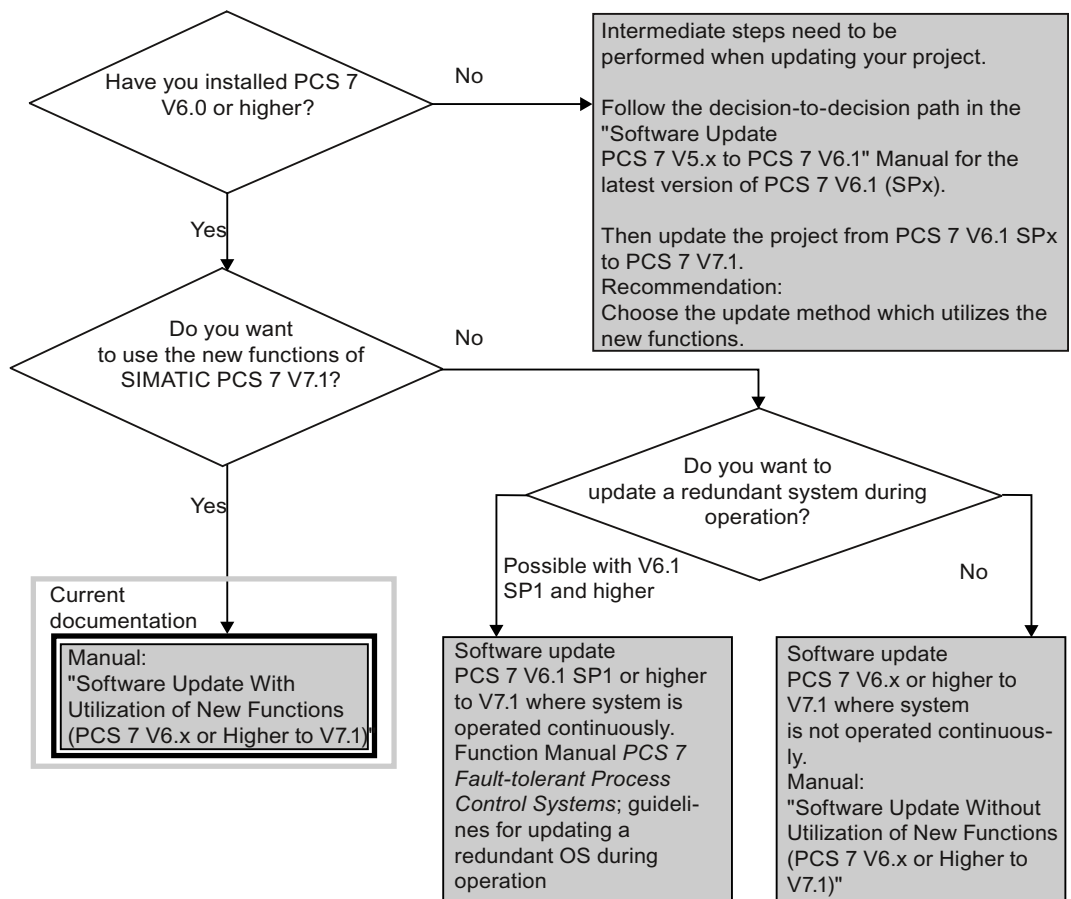 Have you installed PCS 7
V6.0 or higher?
No
Intermediate steps need to be
performed when updating your project.
Follow the decision-to-decision path in the
"Software Update
PCS 7 V5.x to PCS 7 V6.1" Manual for the
latest version of PCS 7 V6.1 (SPx).
Then update the project from PCS 7 V6.1 SPx
to PCS 7 V7.1.
Recommendation:
Choose the update method which utilizes the
new functions.
Yes
Do you want
to use the new functions of
SIMATIC PCS 7 V7.1?
No
Yes
Do you want to
update a redundant system during
operation?
Possible with V6.1
SP1 and higher
No
Current
documentation
Manual:
"Software Update With
Utilization of New Functions
(PCS 7 V6.x or Higher to V7.1)"
Software update
PCS 7 V6.1 SP1 or higher
to V7.1 where system is
operated continuously.
Function Manual PCS 7
Fault-tolerant Process
Control Systems; guideli-
nes for updating a
redundant OS during
operation
Software update
PCS 7 V6.x or higher to
V7.1 where system
is not operated continuous-
ly.
Manual:
"Software Update Without
Utilization of New Functions
(PCS 7 V6.x or Higher to
V7.1)"